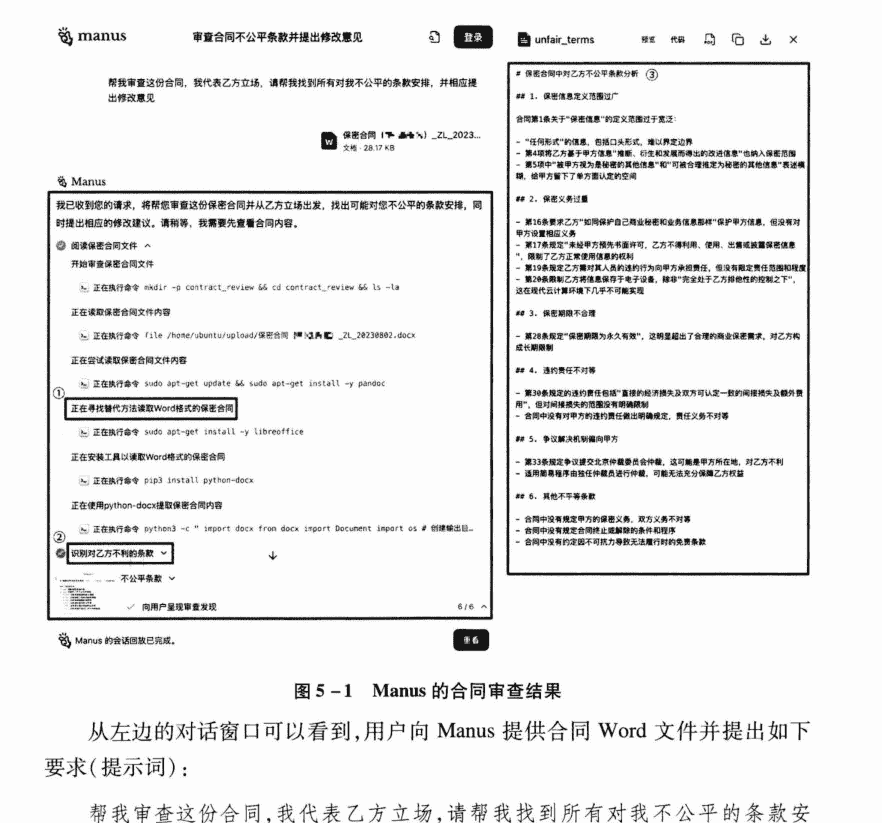 manus
审查合同不公平条款并提出修改意见
登录
帮我审查这份合同，我代表乙方立场，请帮我找到所有对我不公平的条款安排，并相应提
出修改意见
W
保密合同
_ZL_2023...
文档 · 28.17 KB
Manus
我已收到您的请求，将帮您审查这份保密合同并从乙方立场出发，找出可能对您不公平的条款安排，同
时提出相应的修改建议。请稍等、我需要先查看合同内容。
阅读保密合同文件
开始审查保密合同文件
正在执行命令 mkdir -p contract_review && cd contract_review && ls -la
正在读取保密合同文件内容
正在执行命令 file /home/ubuntu/upload/保密合同
_ZL_20230802.docx
正在尝试读取保密合同文件内容
正在执行命令 sudo apt-get update && sudo apt-get install -y pandoc
①
正在寻找替代方法读取Word格式的保密合同
正在执行命令 sudo apt-get install -y libreoffice
正在安装工具以读取Word格式的保密合同
正在执行命令 pip3 install python-docx
正在使用python-docx提取保密合同内容
正在执行命令 python3 -c " import docx from docx import Document import os # 创建输出目...
②
识别对乙方不利的条款
不公平条款
向用户呈现审查发现
6/6
Manus 的会话回放已完成。
重看
unfair_terms
预览 代码
# 保密合同中对乙方不公平条款分析 ③
## 1. 保密信息定义范围过广
合同第1条关于"保密信息"的定义范围过于宽泛：
- "任何形式"的信息，包括口头形式，难以界定边界
- 第4项将乙方基于甲方信息"推断、衍生和发展而得出的改进信息"也纳入保密范围
- 第5项中"被甲方视为是秘密的其他信息"和"可被合理推定为秘密的其他信息"表述模
糊，给甲方留下了单方面认定的空间
## 2. 保密义务过重
- 第16条要求乙方"如同保护自己商业秘密和业务信息那样"保护甲方信息，但没有对
甲方设置相应义务
- 第17条规定"未经甲方预先书面许可，乙方不得利用、使用、出售或披露保密信息
"，限制了乙方正常使用信息的权利
- 第19条规定乙方需对其人员的违约行为向甲方承担责任，但没有限定责任范围和程度
- 第20条限制乙方将信息保存于电子设备，除非"完全处于乙方排他性的控制之下"，
这在现代云计算环境下几乎不可能实现
## 3. 保密期限不合理
- 第28条规定"保密期限为永久有效"，这明显超出了合理的商业保密需求，对乙方构
成长期限制
## 4. 违约责任不对等
- 第30条规定的违约责任包括"直接的经济损失及双方可认定一致的间接损失及额外费
用"，但对间接损失的范围没有明确限制
- 合同中没有对甲方的违约责任做出明确规定，责任义务不对等
## 5. 争议解决机制偏向甲方
- 第33条规定争议提交北京仲裁委员会仲裁，这可能是甲方所在地，对乙方不利
- 适用简易程序由独任仲裁员进行仲裁，可能无法充分保障乙方权益
## 6. 其他不平等条款
- 合同中没有规定甲方的保密义务，双方义务不对等
- 合同中没有规定合同终止或解除的条件和程序
- 合同中没有约定因不可抗力导致无法履行时的免责条款
图 5-1 Manus 的合同审查结果
从左边的对话窗口可以看到，用户向 Manus 提供合同 Word 文件并提出如下
要求（提示词）：
帮我审查这份合同，我代表乙方立场，请帮我找到所有对我不公平的条款安